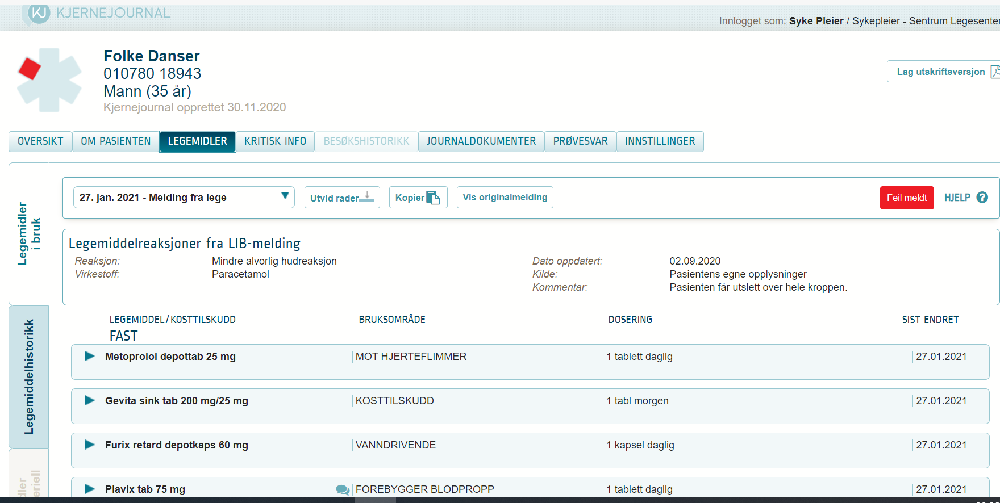 KJ KJERNEJOURNAL
Innlogget som: Syke Pleier / Sykepleier - Sentrum Legesenter
Folke Danser
010780 18943
Mann (35 år)
Kjernejournal opprettet 30.11.2020
Lag utskriftsversjon
OVERSIKT OM PASIENTEN LEGEMIDLER KRITISK INFO BESØKSHISTORIKK JOURNALDOKUMENTER PRØVESVAR INNSTILLINGER
Legemidler
i bruk
27. jan. 2021 - Melding fra lege Utvid rader Kopier Vis originalmelding Feil meldt HJELP ?
Legemiddelreaksjoner fra LIB-melding
Reaksjon: Mindre alvorlig hudreaksjon Dato oppdatert: 02.09.2020
Virkestoff: Paracetamol Kilde: Pasientens egne opplysninger
Kommentar: Pasienten får utslett over hele kroppen.
Legemiddelhistorikk
LEGEMIDDEL/KOSTTILSKUDD BRUKSOMRÅDE DOSERING SIST ENDRET
FAST
Metoprolol depottab 25 mg MOT HJERTEFLIMMER 1 tablett daglig 27.01.2021
Gevita sink tab 200 mg/25 mg KOSTTILSKUDD 1 tabl morgen 27.01.2021
Furix retard depotkaps 60 mg VANNDRIVENDE 1 kapsel daglig 27.01.2021
Plavix tab 75 mg FOREBYGGER BLODPROPP 1 tablett daglig 27.01.2021